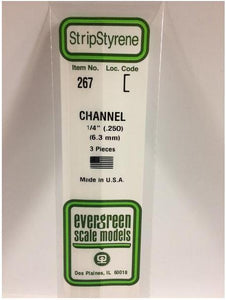 StripStyrene
Item No. Loc. Code
267
CHANNEL
1/4" (.250)
(6.3 mm)
3 Pieces
Made in U.S.A.
evergreen
scale models
Des Plaines, IL 60018